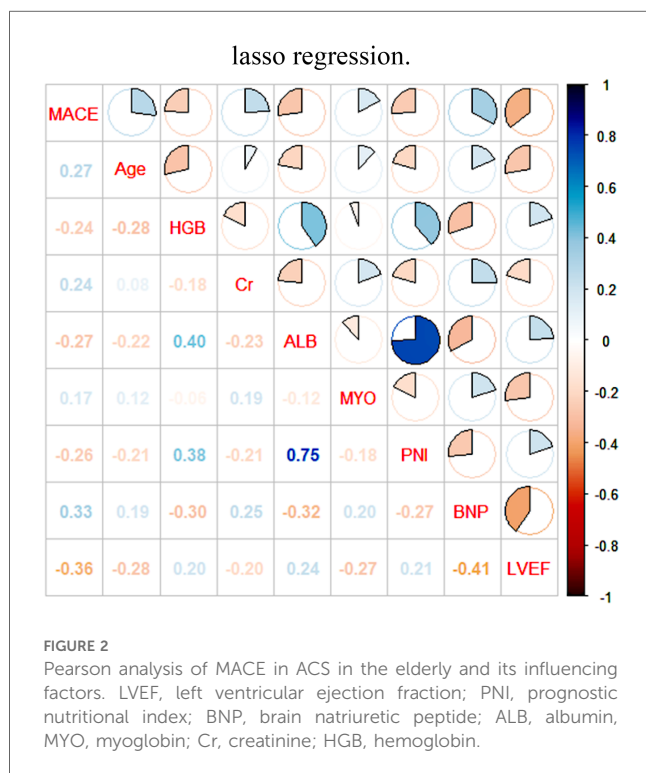 lasso regression.
MACE 1
0.27 Age 0.8
-0.24 -0.28 HGB 0.6
0.24 0.08 -0.18 Cr 0.4
0.2
-0.27 -0.22 0.40 -0.23 ALB 0
0.17 0.12 -0.06 0.19 -0.12 MYO -0.2
-0.26 -0.21 0.38 -0.21 0.75 -0.18 PNI -0.4
-0.6
0.33 0.19 -0.30 0.25 -0.32 0.20 -0.27 BNP -0.8
-0.36 -0.28 0.20 -0.20 0.24 -0.27 0.21 -0.41 LVEF -1
FIGURE 2
Pearson analysis of MACE in ACS in the elderly and its influencing
factors. LVEF, left ventricular ejection fraction; PNI, prognostic
nutritional index; BNP, brain natriuretic peptide; ALB, albumin,
MYO, myoglobin; Cr, creatinine; HGB, hemoglobin.